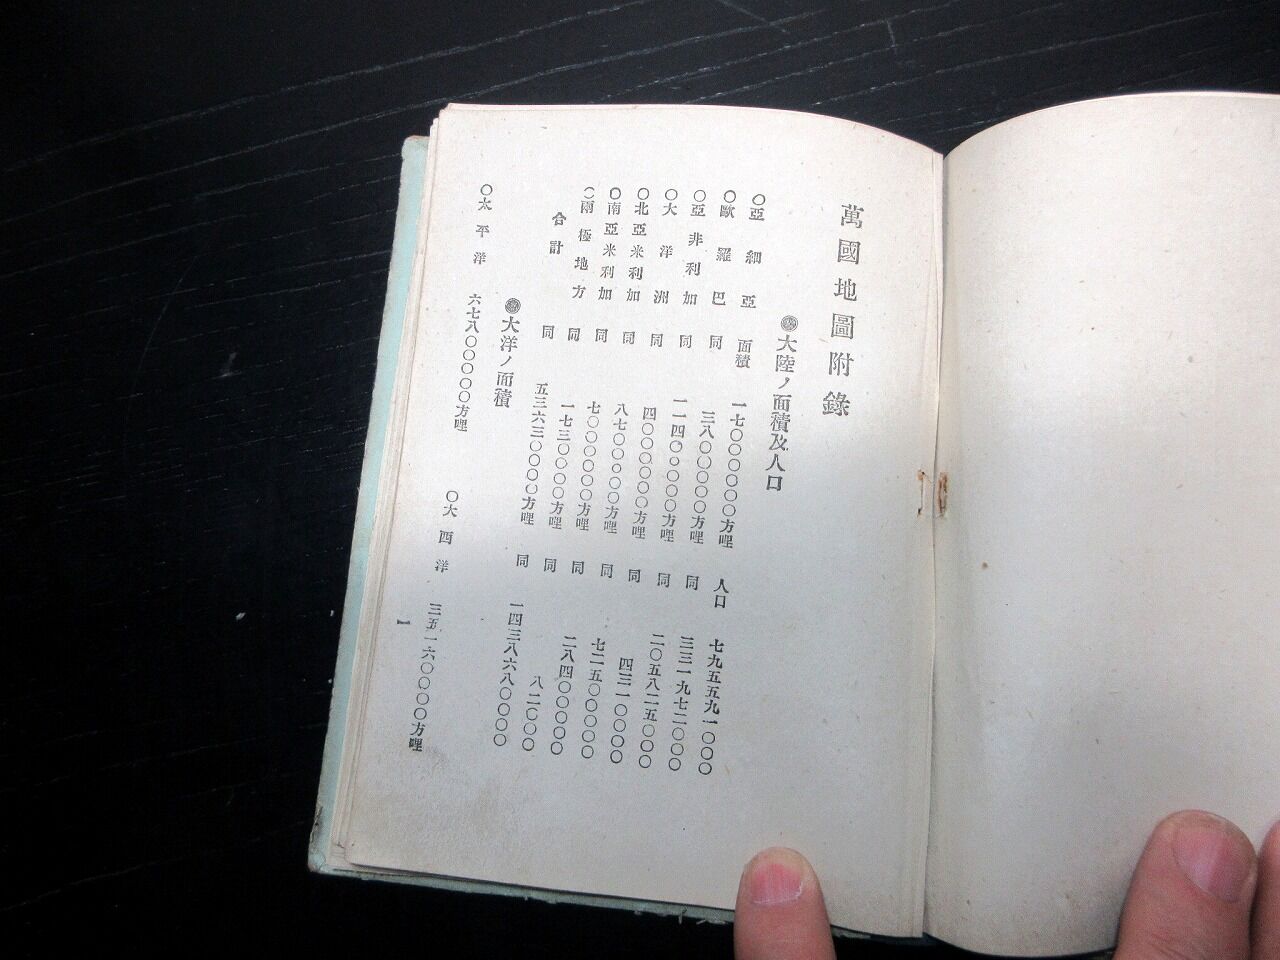 萬國地圖附錄
◉大陸ノ面積及人口
〇亞細亞 面積 一七〇〇〇〇〇〇方哩 人口 七九五五九一〇〇〇
〇歐羅巴 同 三八〇〇〇〇〇方哩 同 三三一九七二〇〇〇
〇亞非利加 同 一一四〇〇〇〇〇方哩 同 二〇五八二五〇〇〇
〇大洋洲 同 四〇〇〇〇〇〇方哩 同 四三一〇〇〇〇
〇北亞米利加 同 八七〇〇〇〇〇方哩 同 七二五〇〇〇〇〇
〇南亞米利加 同 七〇〇〇〇〇〇方哩 同 二八四〇〇〇〇〇
〇兩極地方 同 一七三〇〇〇〇方哩 同 八二〇〇〇
合計 同 五三六三〇〇〇〇方哩 同 一四三八六八〇〇〇〇
◉大洋ノ面積
〇太平洋 六七八〇〇〇〇〇方哩 〇大西洋 三五一六〇〇〇〇方哩
一